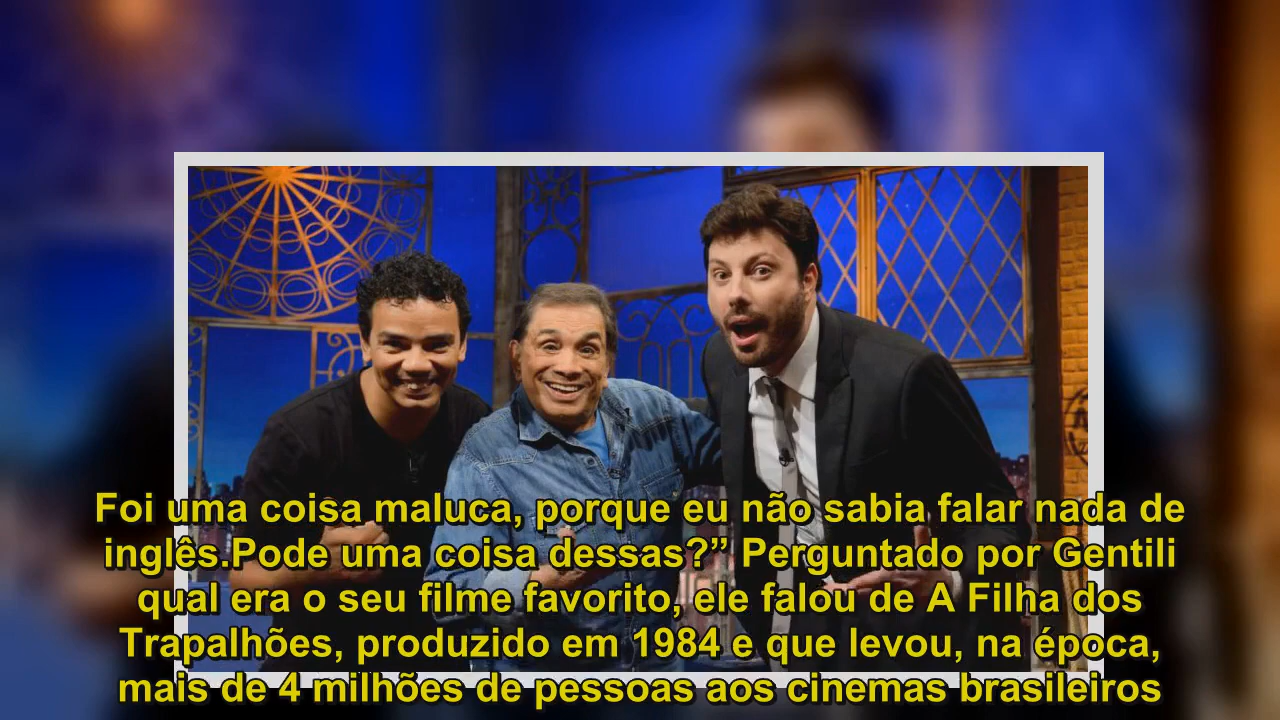 Foi uma coisa maluca, porque eu não sabia falar nada de
inglês.Pode uma coisa dessas?” Perguntado por Gentili
qual era o seu filme favorito, ele falou de A Filha dos
Trapalhões, produzido em 1984 e que levou, na época,
mais de 4 milhões de pessoas aos cinemas brasileiros